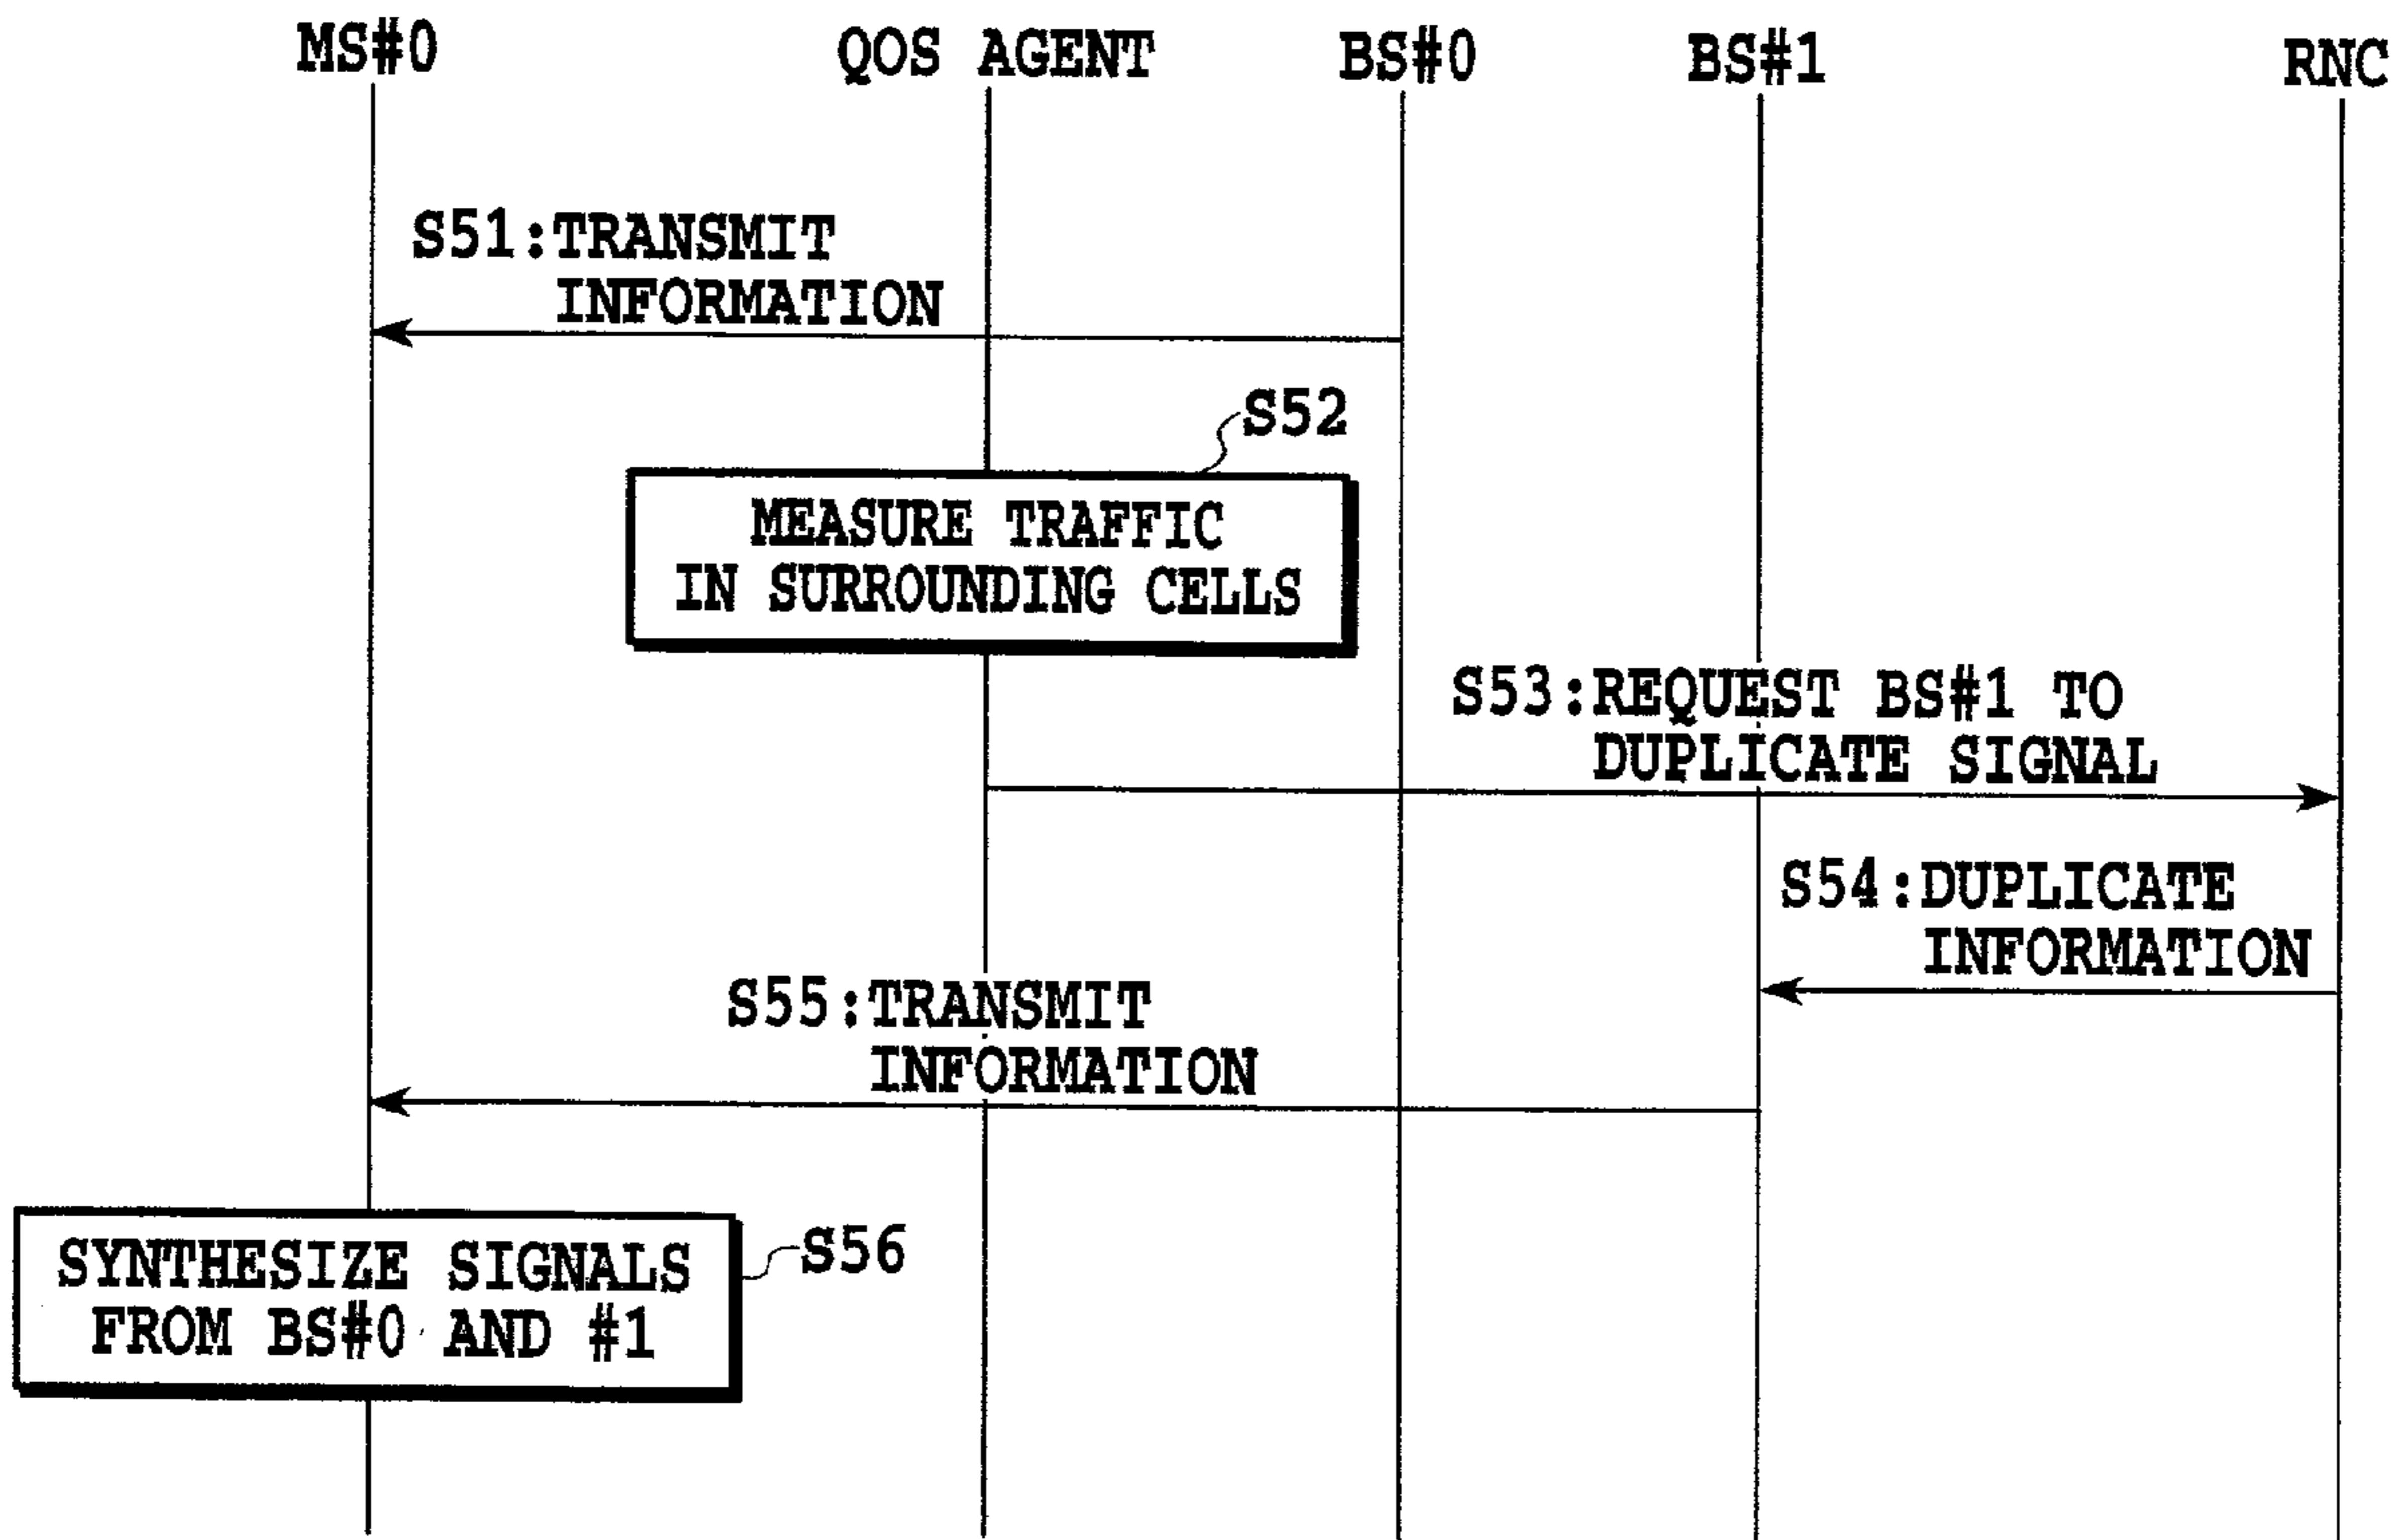 MS#0 QOS AGENT BS#0 BS#1 RNC
S51:TRANSMIT
INFORMATION
S52
MEASURE TRAFFIC
IN SURROUNDING CELLS
S53:REQUEST BS#1 TO
DUPLICATE SIGNAL
S54:DUPLICATE
INFORMATION
S55:TRANSMIT
INFORMATION
SYNTHESIZE SIGNALS
FROM BS#0 AND #1
S56